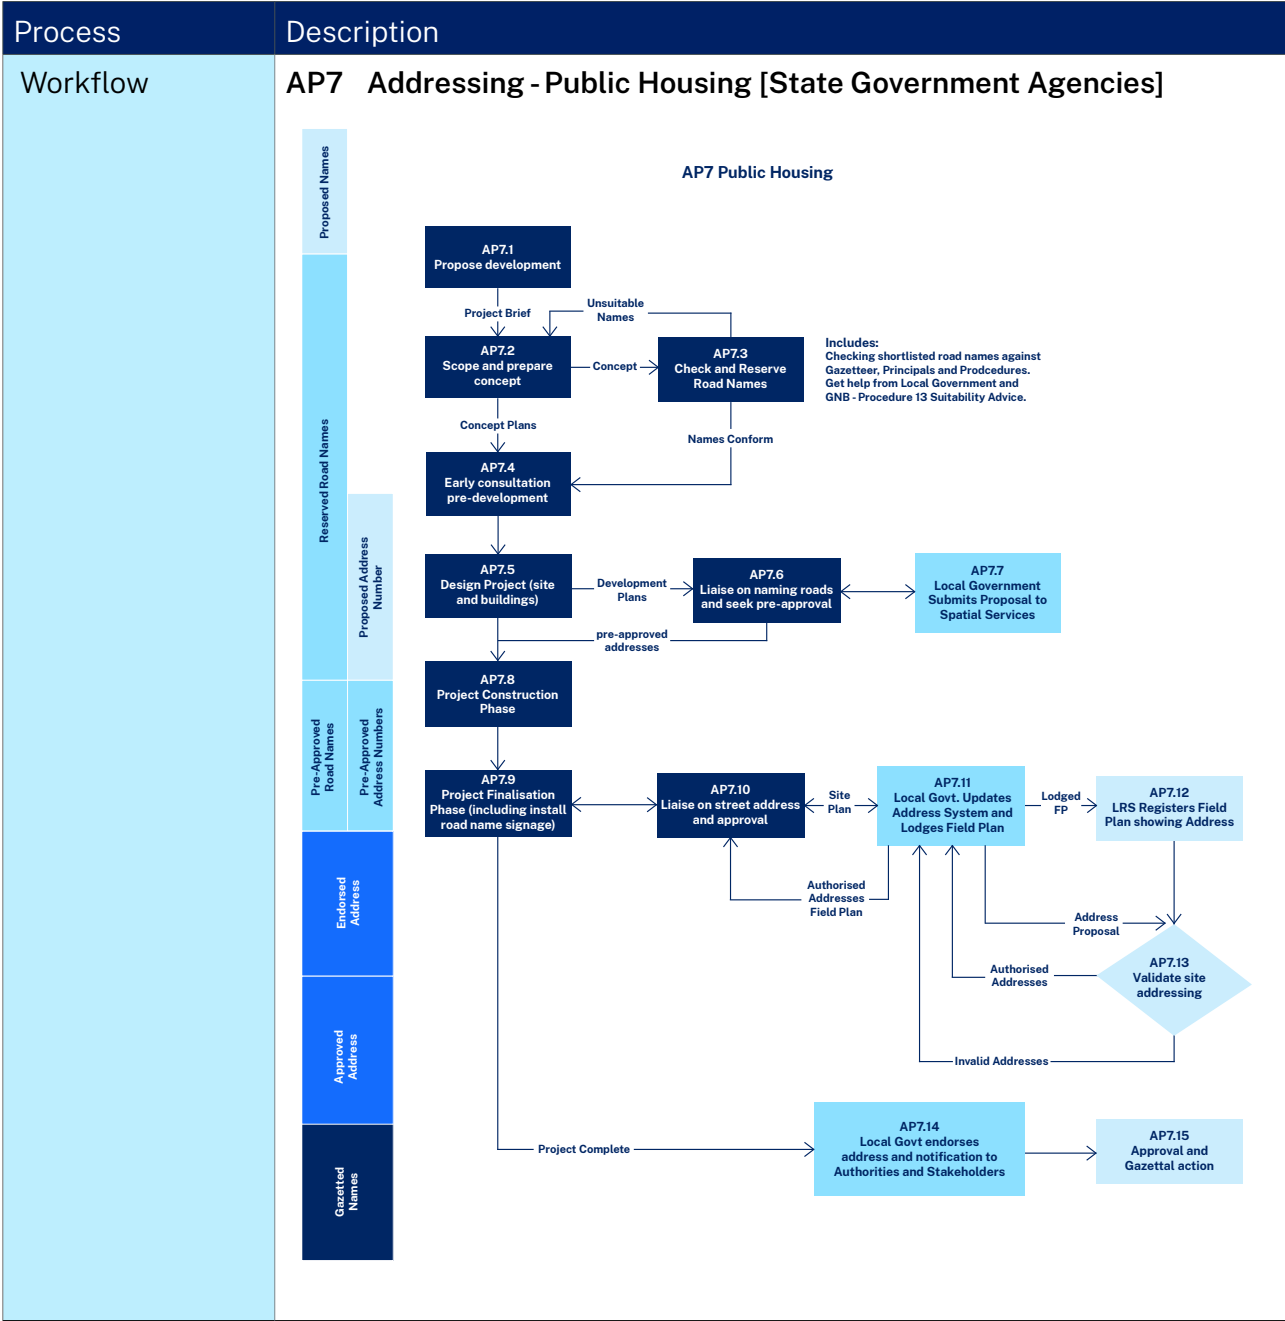 Process
Description
Workflow
AP7 Addressing - Public Housing [State Government Agencies]
AP7 Public Housing
Proposed Names
Reserved Road Names
Proposed Address
Number
Pre-Approved
Road Names
Pre-Approved
Address Numbers
Endorsed
Address
Approved
Address
Gazetted
Names
AP7.1
Propose development
Project Brief
Unsuitable
Names
AP7.2
Scope and prepare
concept
Concept
AP7.3
Check and Reserve
Road Names
Includes:
Checking shortlisted road names against
Gazetteer, Principals and Prodcedures.
Get help from Local Government and
GNB - Procedure 13 Suitability Advice.
Concept Plans
Names Conform
AP7.4
Early consultation
pre-development
AP7.5
Design Project (site
and buildings)
Development
Plans
AP7.6
Liaise on naming roads
and seek pre-approval
AP7.7
Local Government
Submits Proposal to
Spatial Services
pre-approved
addresses
AP7.8
Project Construction
Phase
AP7.9
Project Finalisation
Phase (including install
road name signage)
AP7.10
Liaise on street address
and approval
Site
Plan
AP7.11
Local Govt. Updates
Address System and
Lodges Field Plan
Lodged
FP
AP7.12
LRS Registers Field
Plan showing Address
Authorised
Addresses
Field Plan
Address
Proposal
AP7.13
Validate site
addressing
Authorised
Addresses
Invalid Addresses
Project Complete
AP7.14
Local Govt endorses
address and notification to
Authorities and Stakeholders
AP7.15
Approval and
Gazettal action